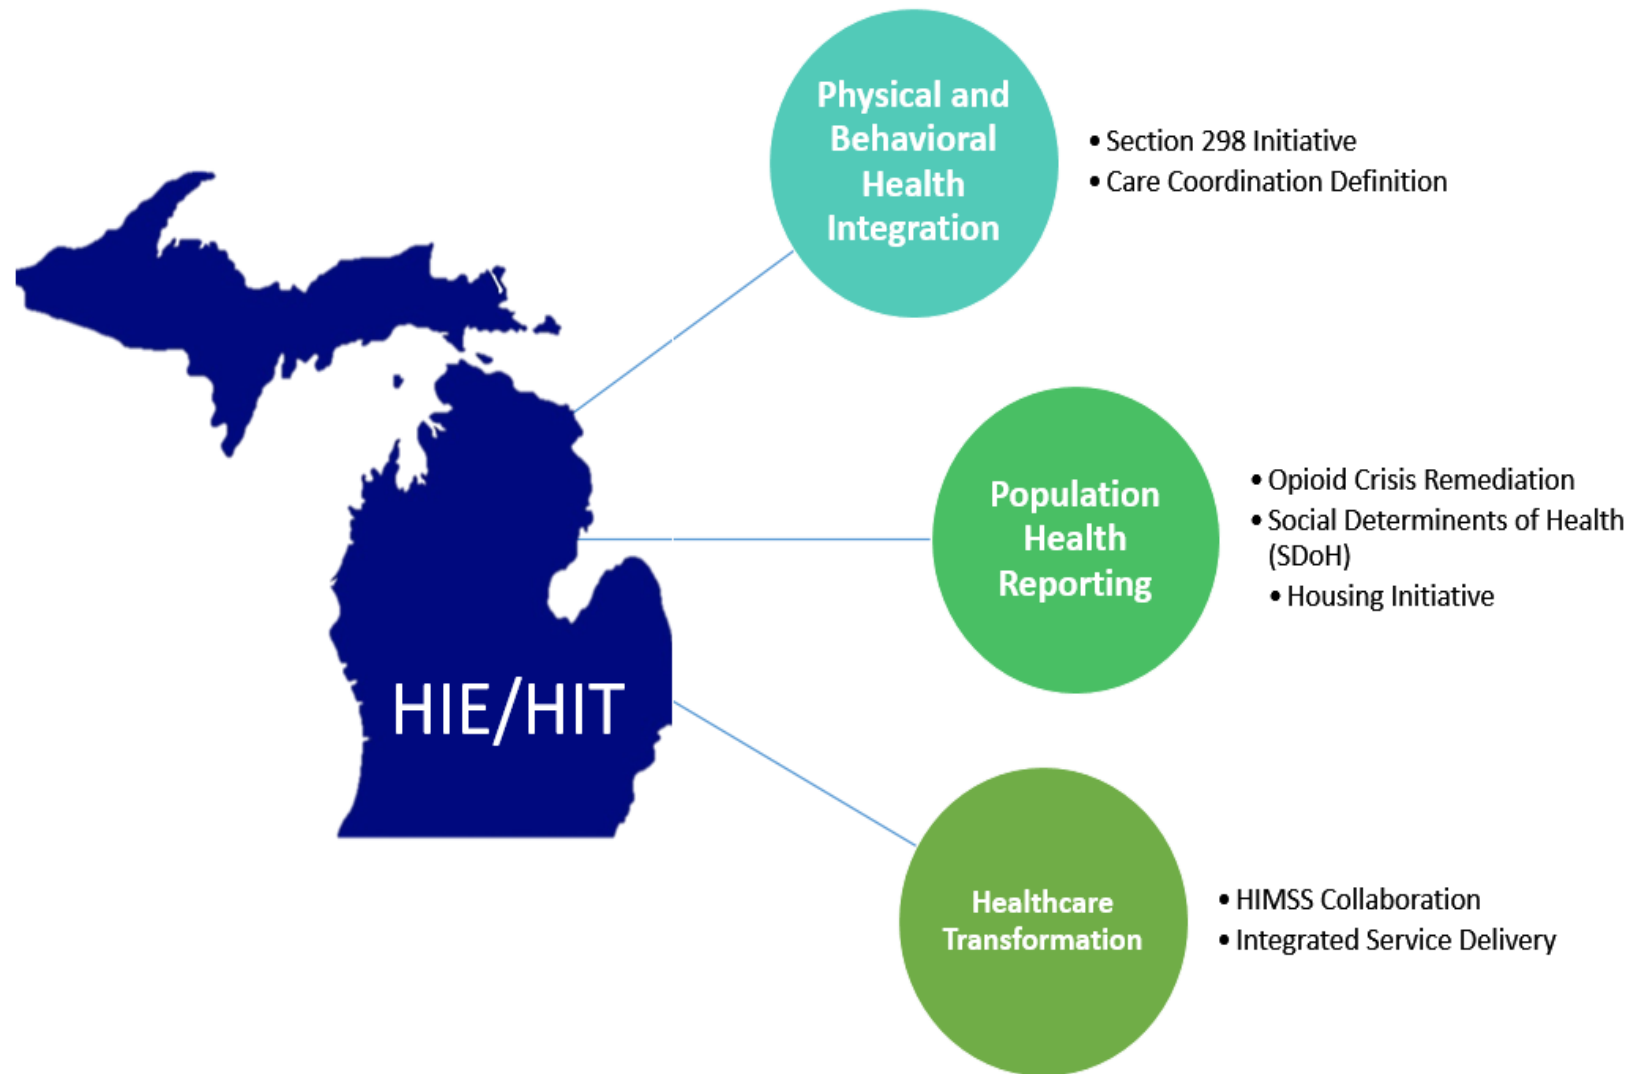 Physical and
Behavioral
Health
Integration
• Section 298 Initiative
• Care Coordination Definition
Population
Health
Reporting
• Opioid Crisis Remediation
• Social Determinents of Health
(SDoH)
• Housing Initiative
HIE/HIT
Healthcare
Transformation
• HIMSS Collaboration
• Integrated Service Delivery